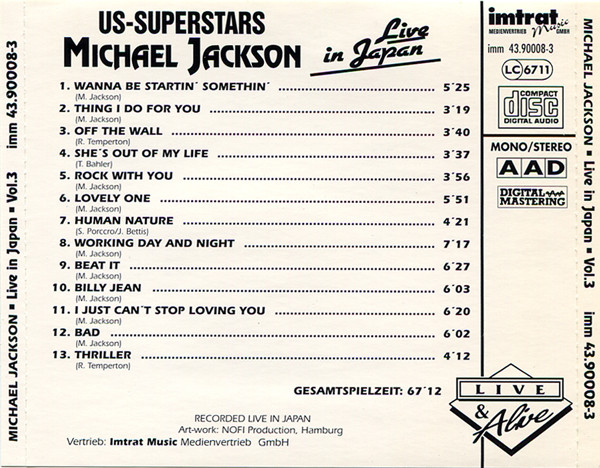 US-SUPERSTARS
MICHAEL JACKSON
Live
in Japan
1. WANNA BE STARTIN´ SOMETHIN´ 5´25
(M. Jackson)
2. THING I DO FOR YOU 3´19
(M. Jackson)
3. OFF THE WALL 3´40
(R. Temperton)
4. SHE´S OUT OF MY LIFE 3´37
(T. Bahler)
5. ROCK WITH YOU 3´56
(M. Jackson)
6. LOVELY ONE 5´51
(M. Jackson)
7. HUMAN NATURE 4´21
(S. Porccro/J. Bettis)
8. WORKING DAY AND NIGHT 7´17
(M. Jackson)
9. BEAT IT 6´27
(M. Jackson)
10. BILLY JEAN 6´03
(M. Jackson)
11. I JUST CAN´T STOP LOVING YOU 6´20
(M. Jackson)
12. BAD 6´02
(M. Jackson)
13. THRILLER 4´12
(R. Temperton)
GESAMTSPIELZEIT: 67´12
RECORDED LIVE IN JAPAN
Art-work: NOFI Production, Hamburg
Vertrieb: Imtrat Music Medienvertrieb GmbH
imtrat
Music
MEDIENVERTRIEB GMBH
imm 43.90008-3
LC 6711
COMPACT
disc
DIGITAL AUDIO
MONO/STEREO
AAD
DIGITAL
MASTERING
LIVE
& Alive
MICHAEL JACKSON ▪ Live in Japan ▪ Vol.3 imm 43.90008-3
MICHAEL JACKSON ▪ Live in Japan ▪ Vol.3 imm 43.90008-3